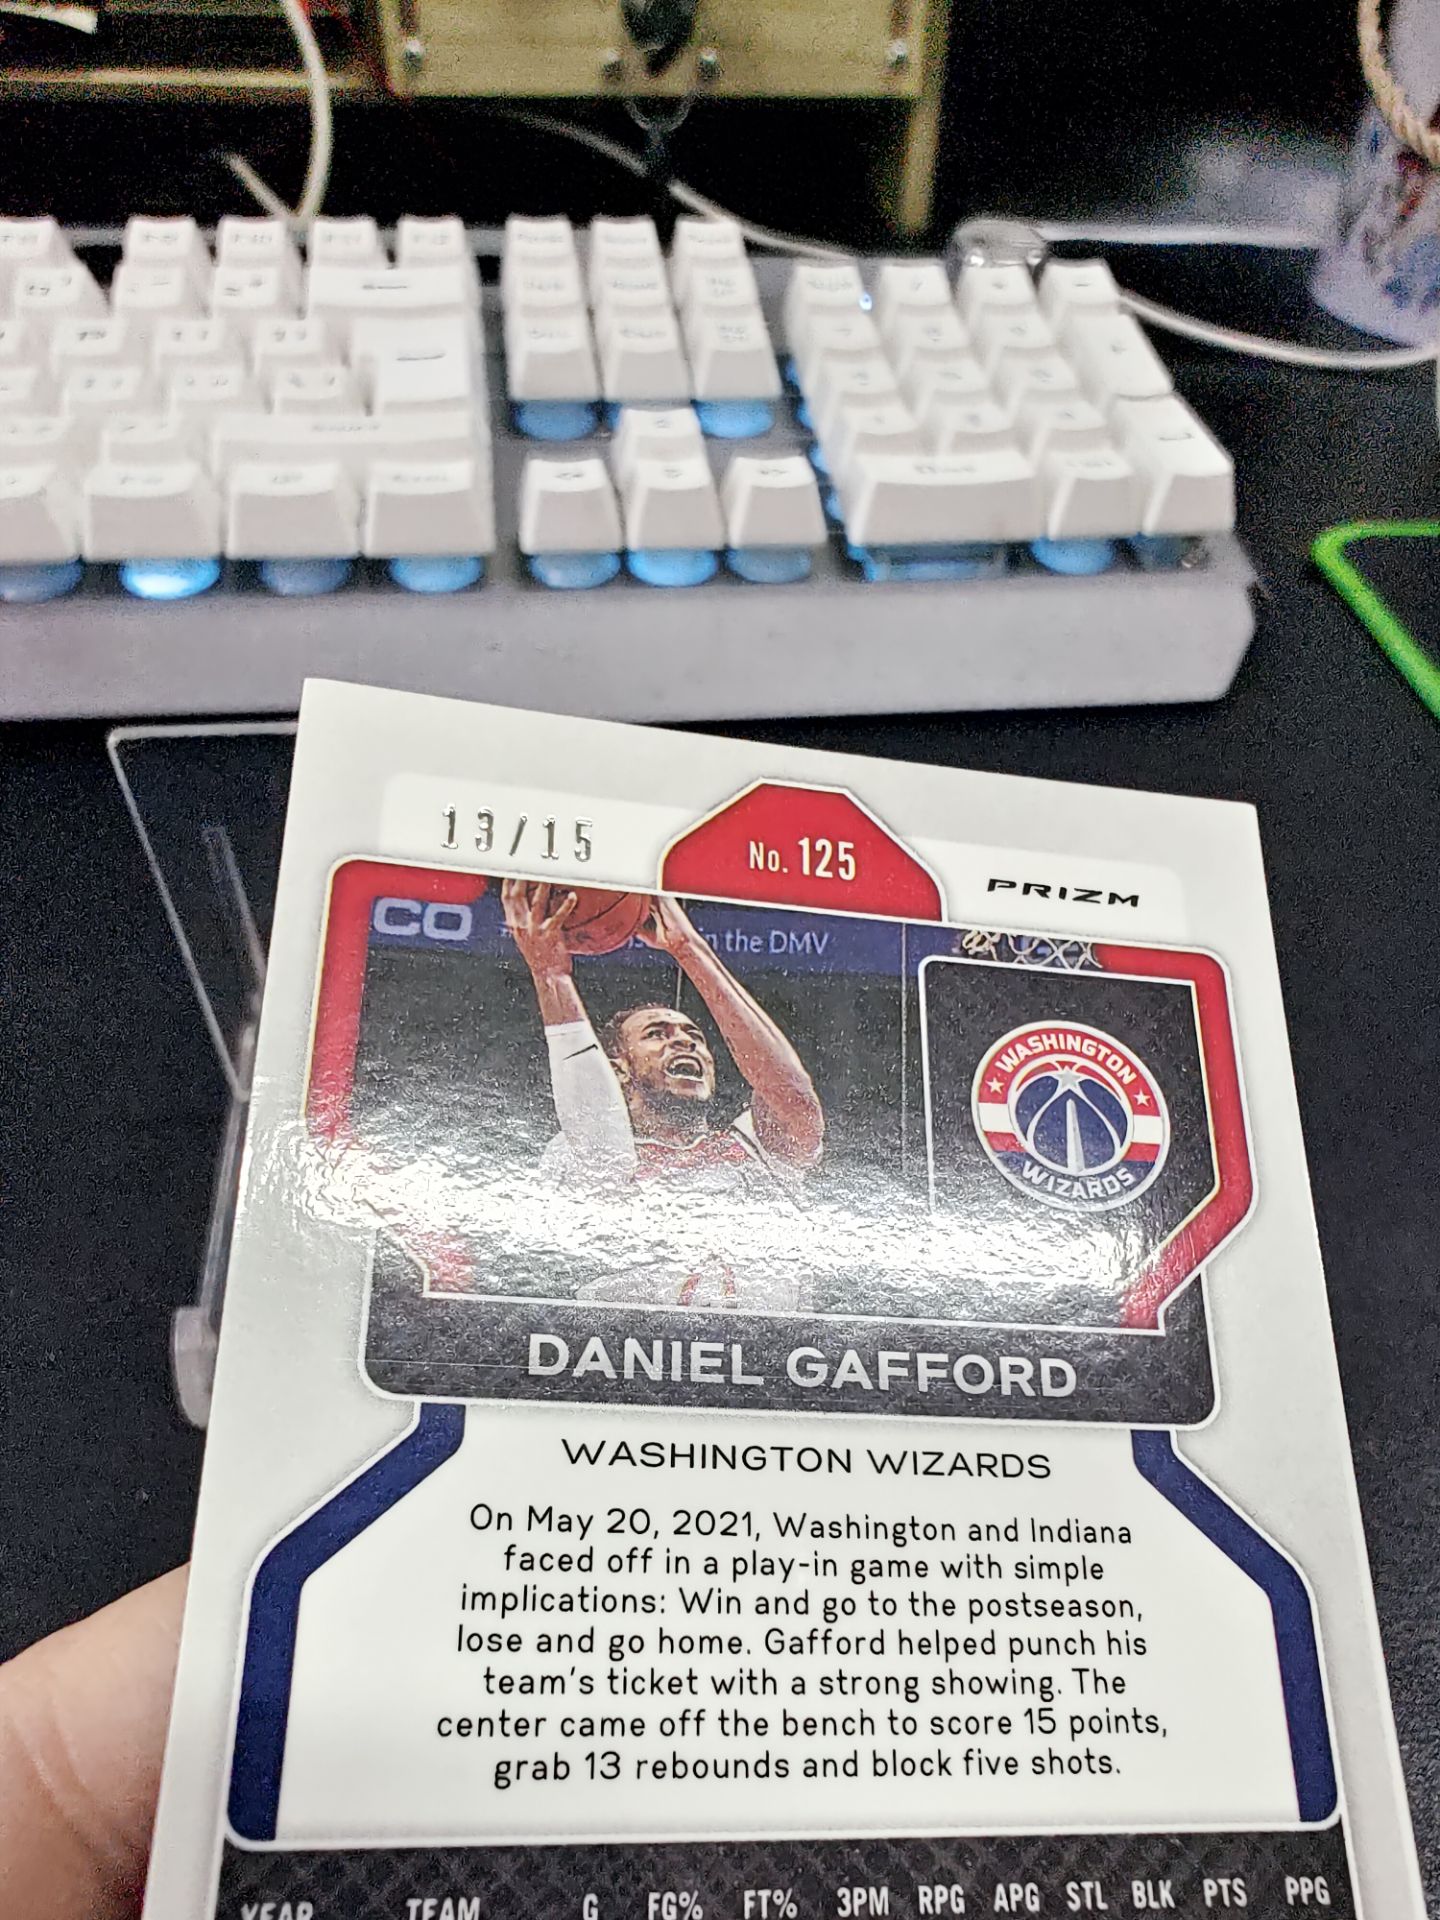 13/15
No. 125
PRIZM
CO
in the DMV
WASHINGTON
WIZARDS
DANIEL GAFFORD
WASHINGTON WIZARDS
On May 20, 2021, Washington and Indiana
faced off in a play-in game with simple
implications: Win and go to the postseason,
lose and go home. Gafford helped punch his
team's ticket with a strong showing. The
center came off the bench to score 15 points,
grab 13 rebounds and block five shots.
YEAR TEAM G FG% FT% 3PM RPG APG STL BLK PTS PPG